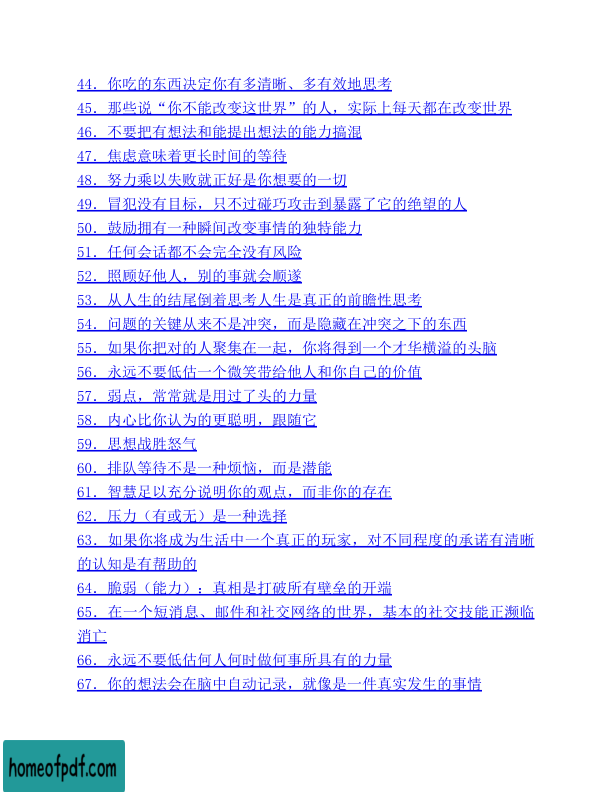 44．你吃的东西决定你有多清晰、多有效地思考
45．那些说“你不能改变这世界”的人，实际上每天都在改变世界
46．不要把有想法和能提出想法的能力搞混
47．焦虑意味着更长时间的等待
48．努力乘以失败就正好是你想要的一切
49．冒犯没有目标，只不过碰巧攻击到暴露了它的绝望的人
50．鼓励拥有一种瞬间改变事情的独特能力
51．任何会话都不会完全没有风险
52．照顾好他人，别的事就会顺遂
53．从人生的结尾倒着思考人生是真正的前瞻性思考
54．问题的关键从来不是冲突，而是隐藏在冲突之下的东西
55．如果你把对的人聚集在一起，你将得到一个才华横溢的头脑
56．永远不要低估一个微笑带给他人和你自己的价值
57．弱点，常常就是用过了头的力量
58．内心比你认为的更聪明，跟随它
59．思想战胜怒气
60．排队等待不是一种烦恼，而是潜能
61．智慧足以充分说明你的观点，而非你的存在
62．压力（有或无）是一种选择
63．如果你将成为生活中一个真正的玩家，对不同程度的承诺有清晰
的认知是有帮助的
64．脆弱（能力）：真相是打破所有壁垒的开端
65．在一个短消息、邮件和社交网络的世界，基本的社交技能正濒临
消亡
66．永远不要低估何人何时做何事所具有的力量
67．你的想法会在脑中自动记录，就像是一件真实发生的事情
homeofpdf.com